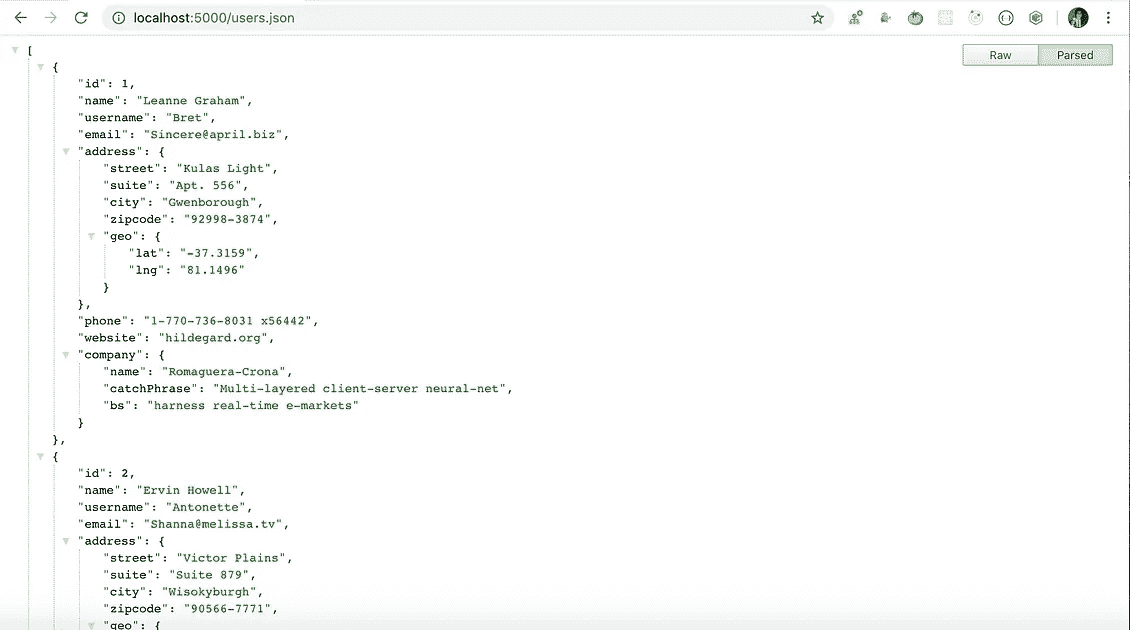 localhost:5000/users.json
Raw Parsed
[
{
"id": 1,
"name": "Leanne Graham",
"username": "Bret",
"email": "Sincere@april.biz",
"address": {
"street": "Kulas Light",
"suite": "Apt. 556",
"city": "Gwenborough",
"zipcode": "92998-3874",
"geo": {
"lat": "-37.3159",
"lng": "81.1496"
}
},
"phone": "1-770-736-8031 x56442",
"website": "hildegard.org",
"company": {
"name": "Romaguera-Crona",
"catchPhrase": "Multi-layered client-server neural-net",
"bs": "harness real-time e-markets"
}
},
{
"id": 2,
"name": "Ervin Howell",
"username": "Antonette",
"email": "Shanna@melissa.tv",
"address": {
"street": "Victor Plains",
"suite": "Suite 879",
"city": "Wisokyburgh",
"zipcode": "90566-7771",
"geo": {